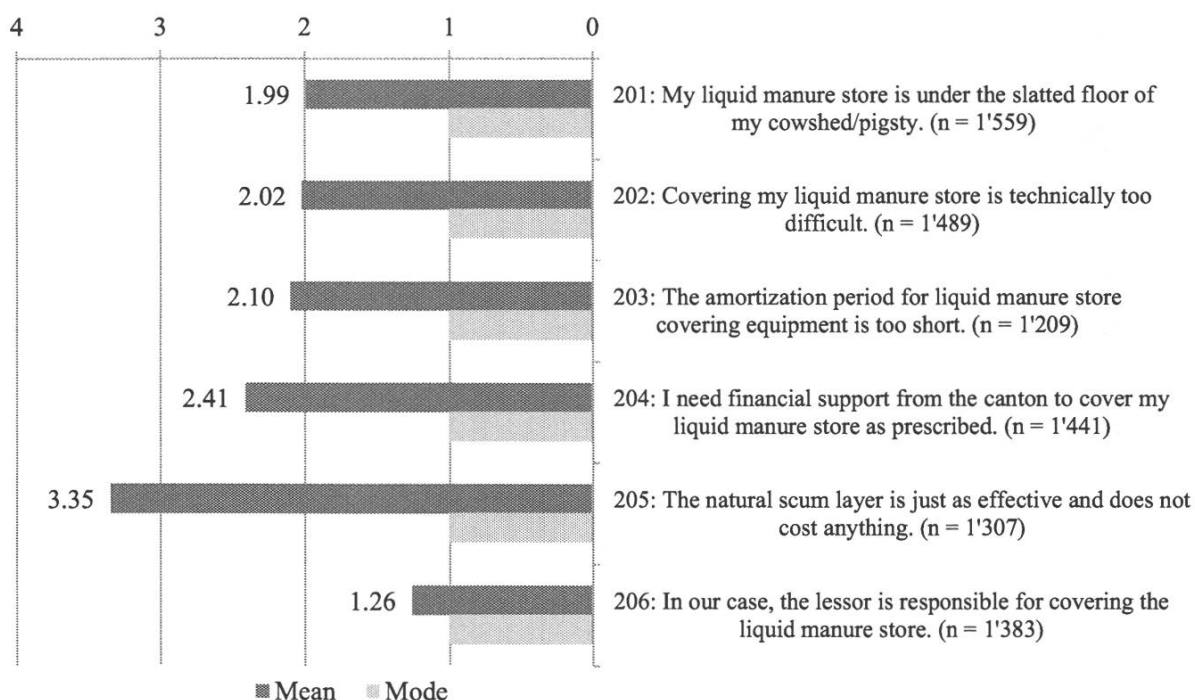 4 3 2 1 0
1.99
201: My liquid manure store is under the slatted floor of
my cowshed/pigsty. (n = 1'559)
2.02
202: Covering my liquid manure store is technically too
difficult. (n = 1'489)
2.10
203: The amortization period for liquid manure store
covering equipment is too short. (n = 1'209)
2.41
204: I need financial support from the canton to cover my
liquid manure store as prescribed. (n = 1'441)
3.35
205: The natural scum layer is just as effective and does not
cost anything. (n = 1'307)
1.26
206: In our case, the lessor is responsible for covering the
liquid manure store. (n = 1'383)
Mean Mode